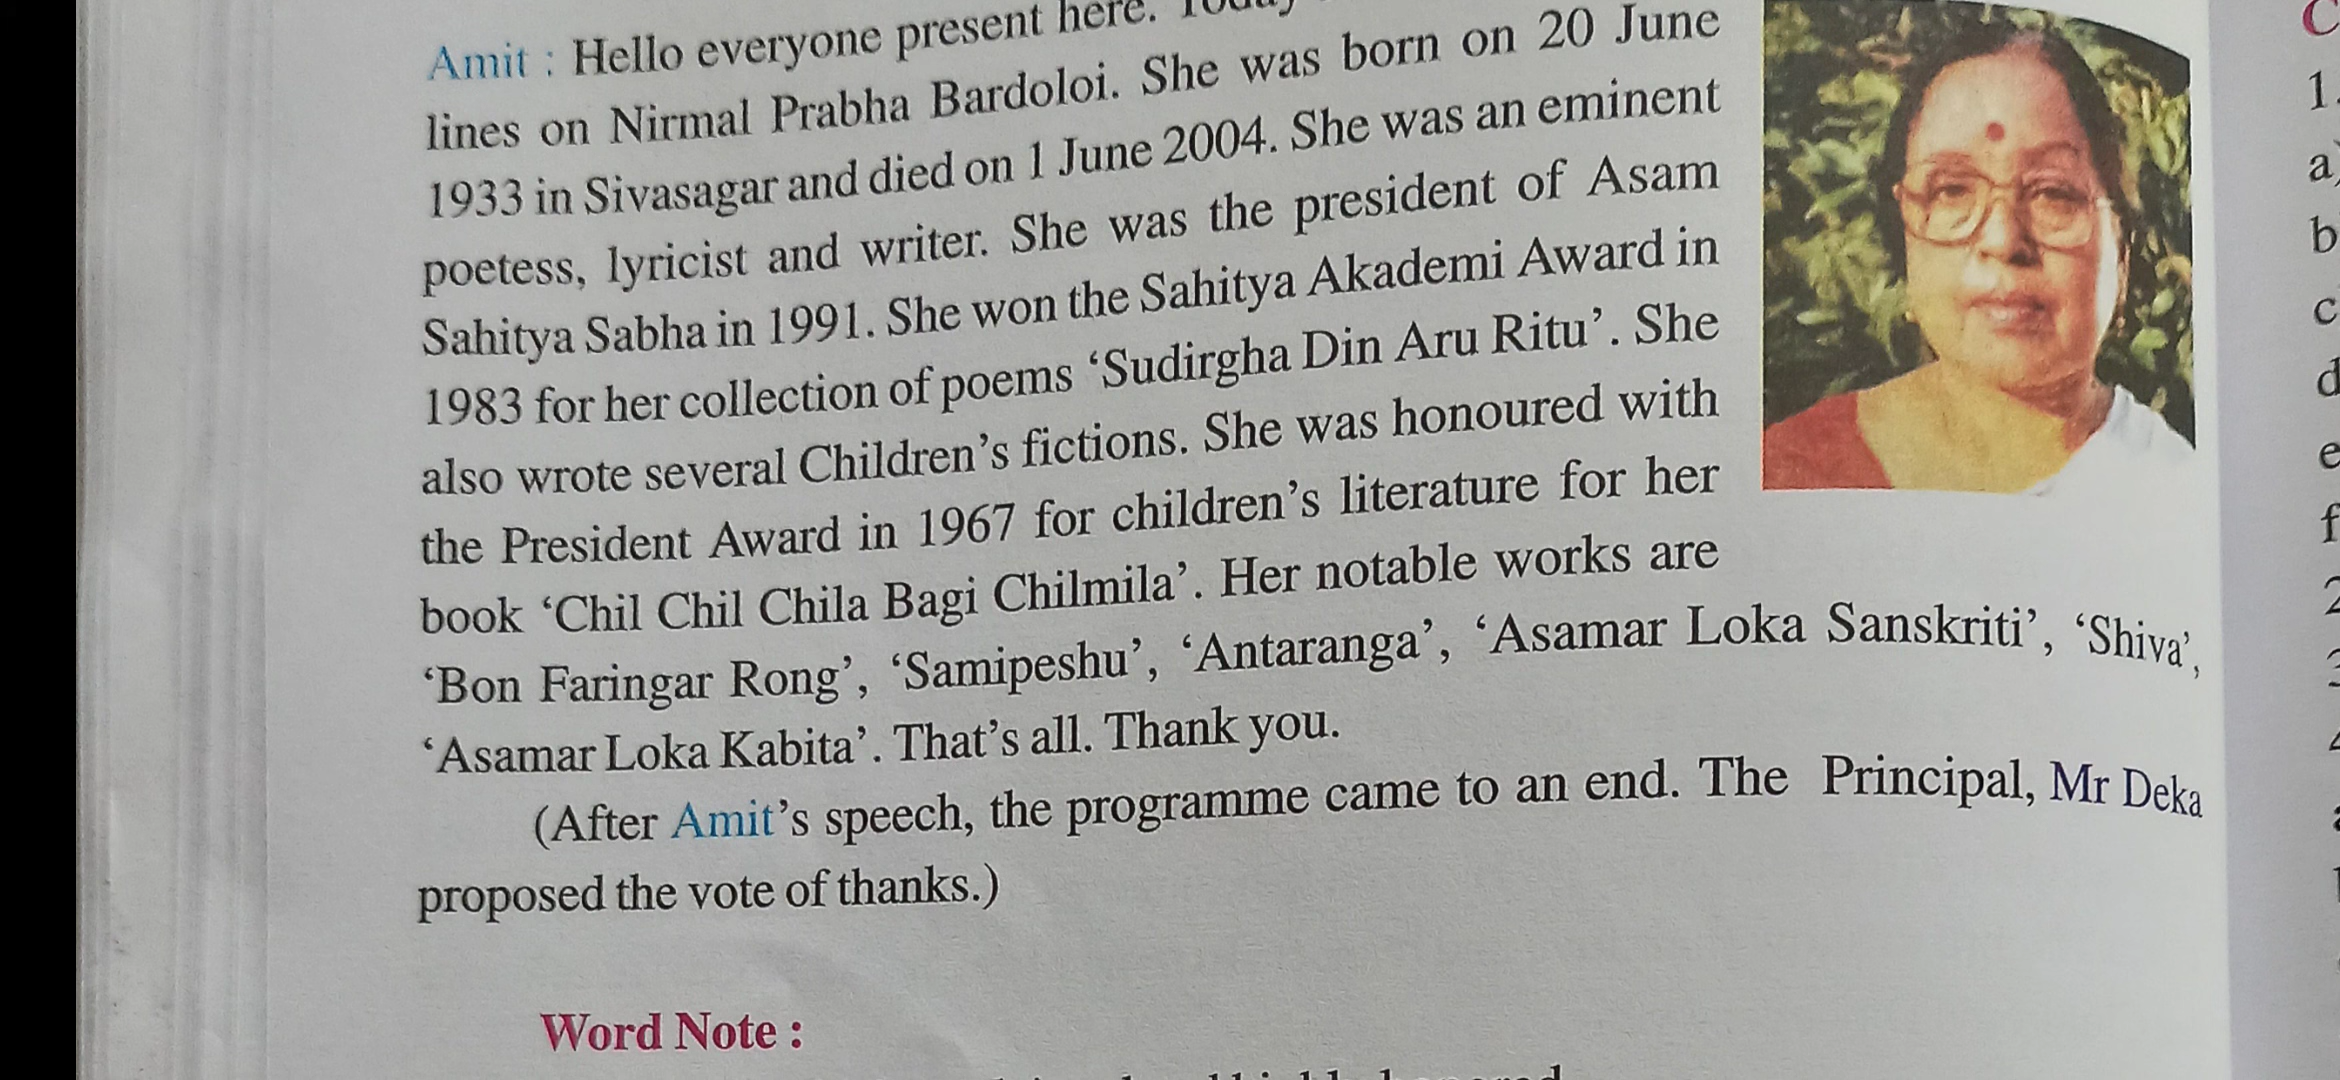 Amit : Hello everyone present here. Today
lines on Nirmal Prabha Bardoloi. She was born on 20 June
1933 in Sivasagar and died on 1 June 2004. She was an eminent
poetess, lyricist and writer. She was the president of Asam
Sahitya Sabha in 1991. She won the Sahitya Akademi Award in
1983 for her collection of poems ‘Sudirgha Din Aru Ritu’. She
also wrote several Children’s fictions. She was honoured with
the President Award in 1967 for children’s literature for her
book ‘Chil Chil Chila Bagi Chilmila’. Her notable works are
‘Bon Faringar Rong’, ‘Samipeshu’, ‘Antaranga’, ‘Asamar Loka Sanskriti’, ‘Shiva’,
‘Asamar Loka Kabita’. That’s all. Thank you.
(After Amit’s speech, the programme came to an end. The Principal, Mr Deka
proposed the vote of thanks.)
Word Note :
C
1.
a)
b
c
d
e
f
2